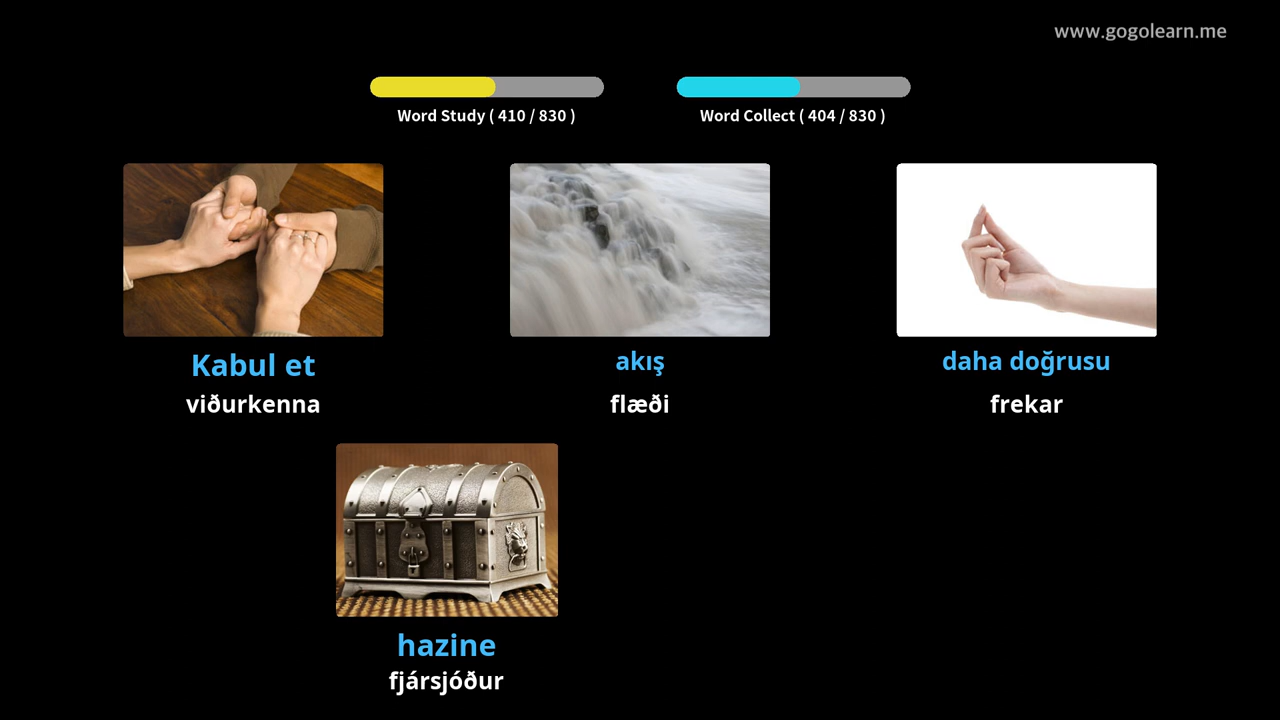 www.gogolearn.me
Word Study ( 410 / 830 )
Word Collect ( 404 / 830 )
Kabul et
viðurkenna
akış
flæði
daha doğrusu
frekar
hazine
fjársjóður